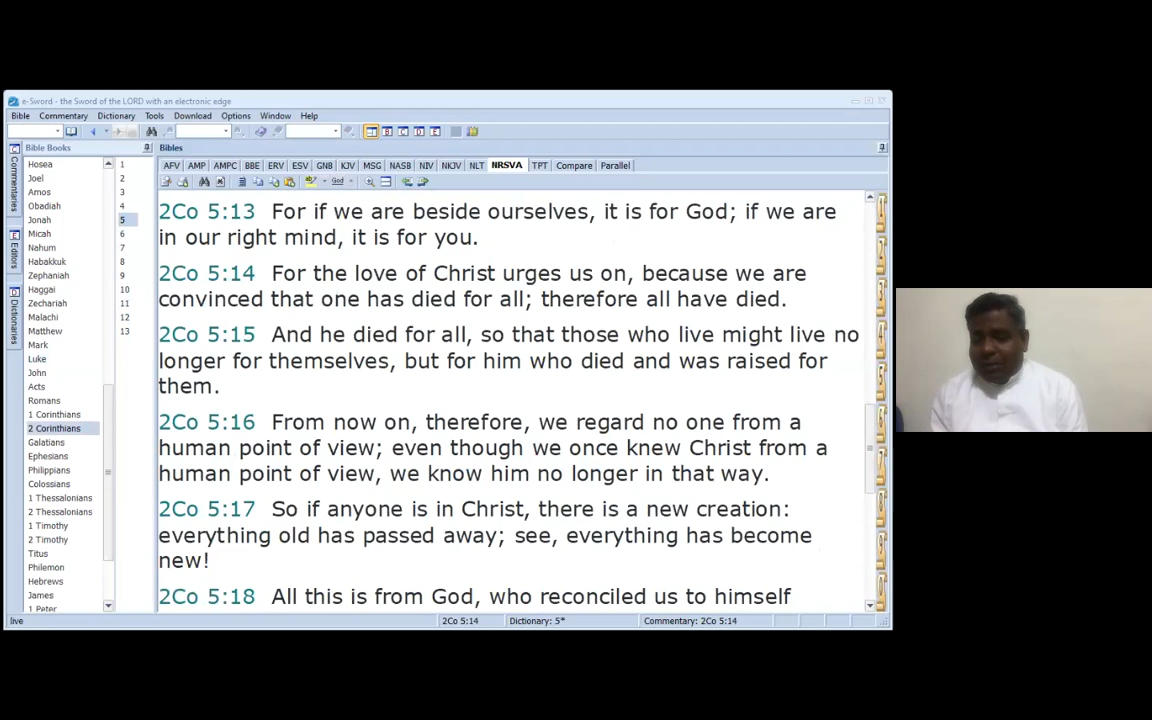 e-Sword - the Sword of the LORD with an electronic edge
Bible Commentary Dictionary Tools Download Options Window Help
Bible Books
Bibles
Commentaries
Editors
Dictionaries
Hosea
Joel
Amos
Obadiah
Jonah
Micah
Nahum
Habakkuk
Zephaniah
Haggai
Zechariah
Malachi
Matthew
Mark
Luke
John
Acts
Romans
1 Corinthians
2 Corinthians
Galatians
Ephesians
Philippians
Colossians
1 Thessalonians
2 Thessalonians
1 Timothy
2 Timothy
Titus
Philemon
Hebrews
James
1 Peter
1
2
3
4
5
6
7
8
9
10
11
12
13
AFV AMP AMPC BBE ERV ESV GNB KJV MSG NASB NIV NKJV NLT NRSVA TPT Compare Parallel
2Co 5:13 For if we are beside ourselves, it is for God; if we are
in our right mind, it is for you.
2Co 5:14 For the love of Christ urges us on, because we are
convinced that one has died for all; therefore all have died.
2Co 5:15 And he died for all, so that those who live might live no
longer for themselves, but for him who died and was raised for
them.
2Co 5:16 From now on, therefore, we regard no one from a
human point of view; even though we once knew Christ from a
human point of view, we know him no longer in that way.
2Co 5:17 So if anyone is in Christ, there is a new creation:
everything old has passed away; see, everything has become
new!
2Co 5:18 All this is from God, who reconciled us to himself
live 2Co 5:14 Dictionary: 5* Commentary: 2Co 5:14